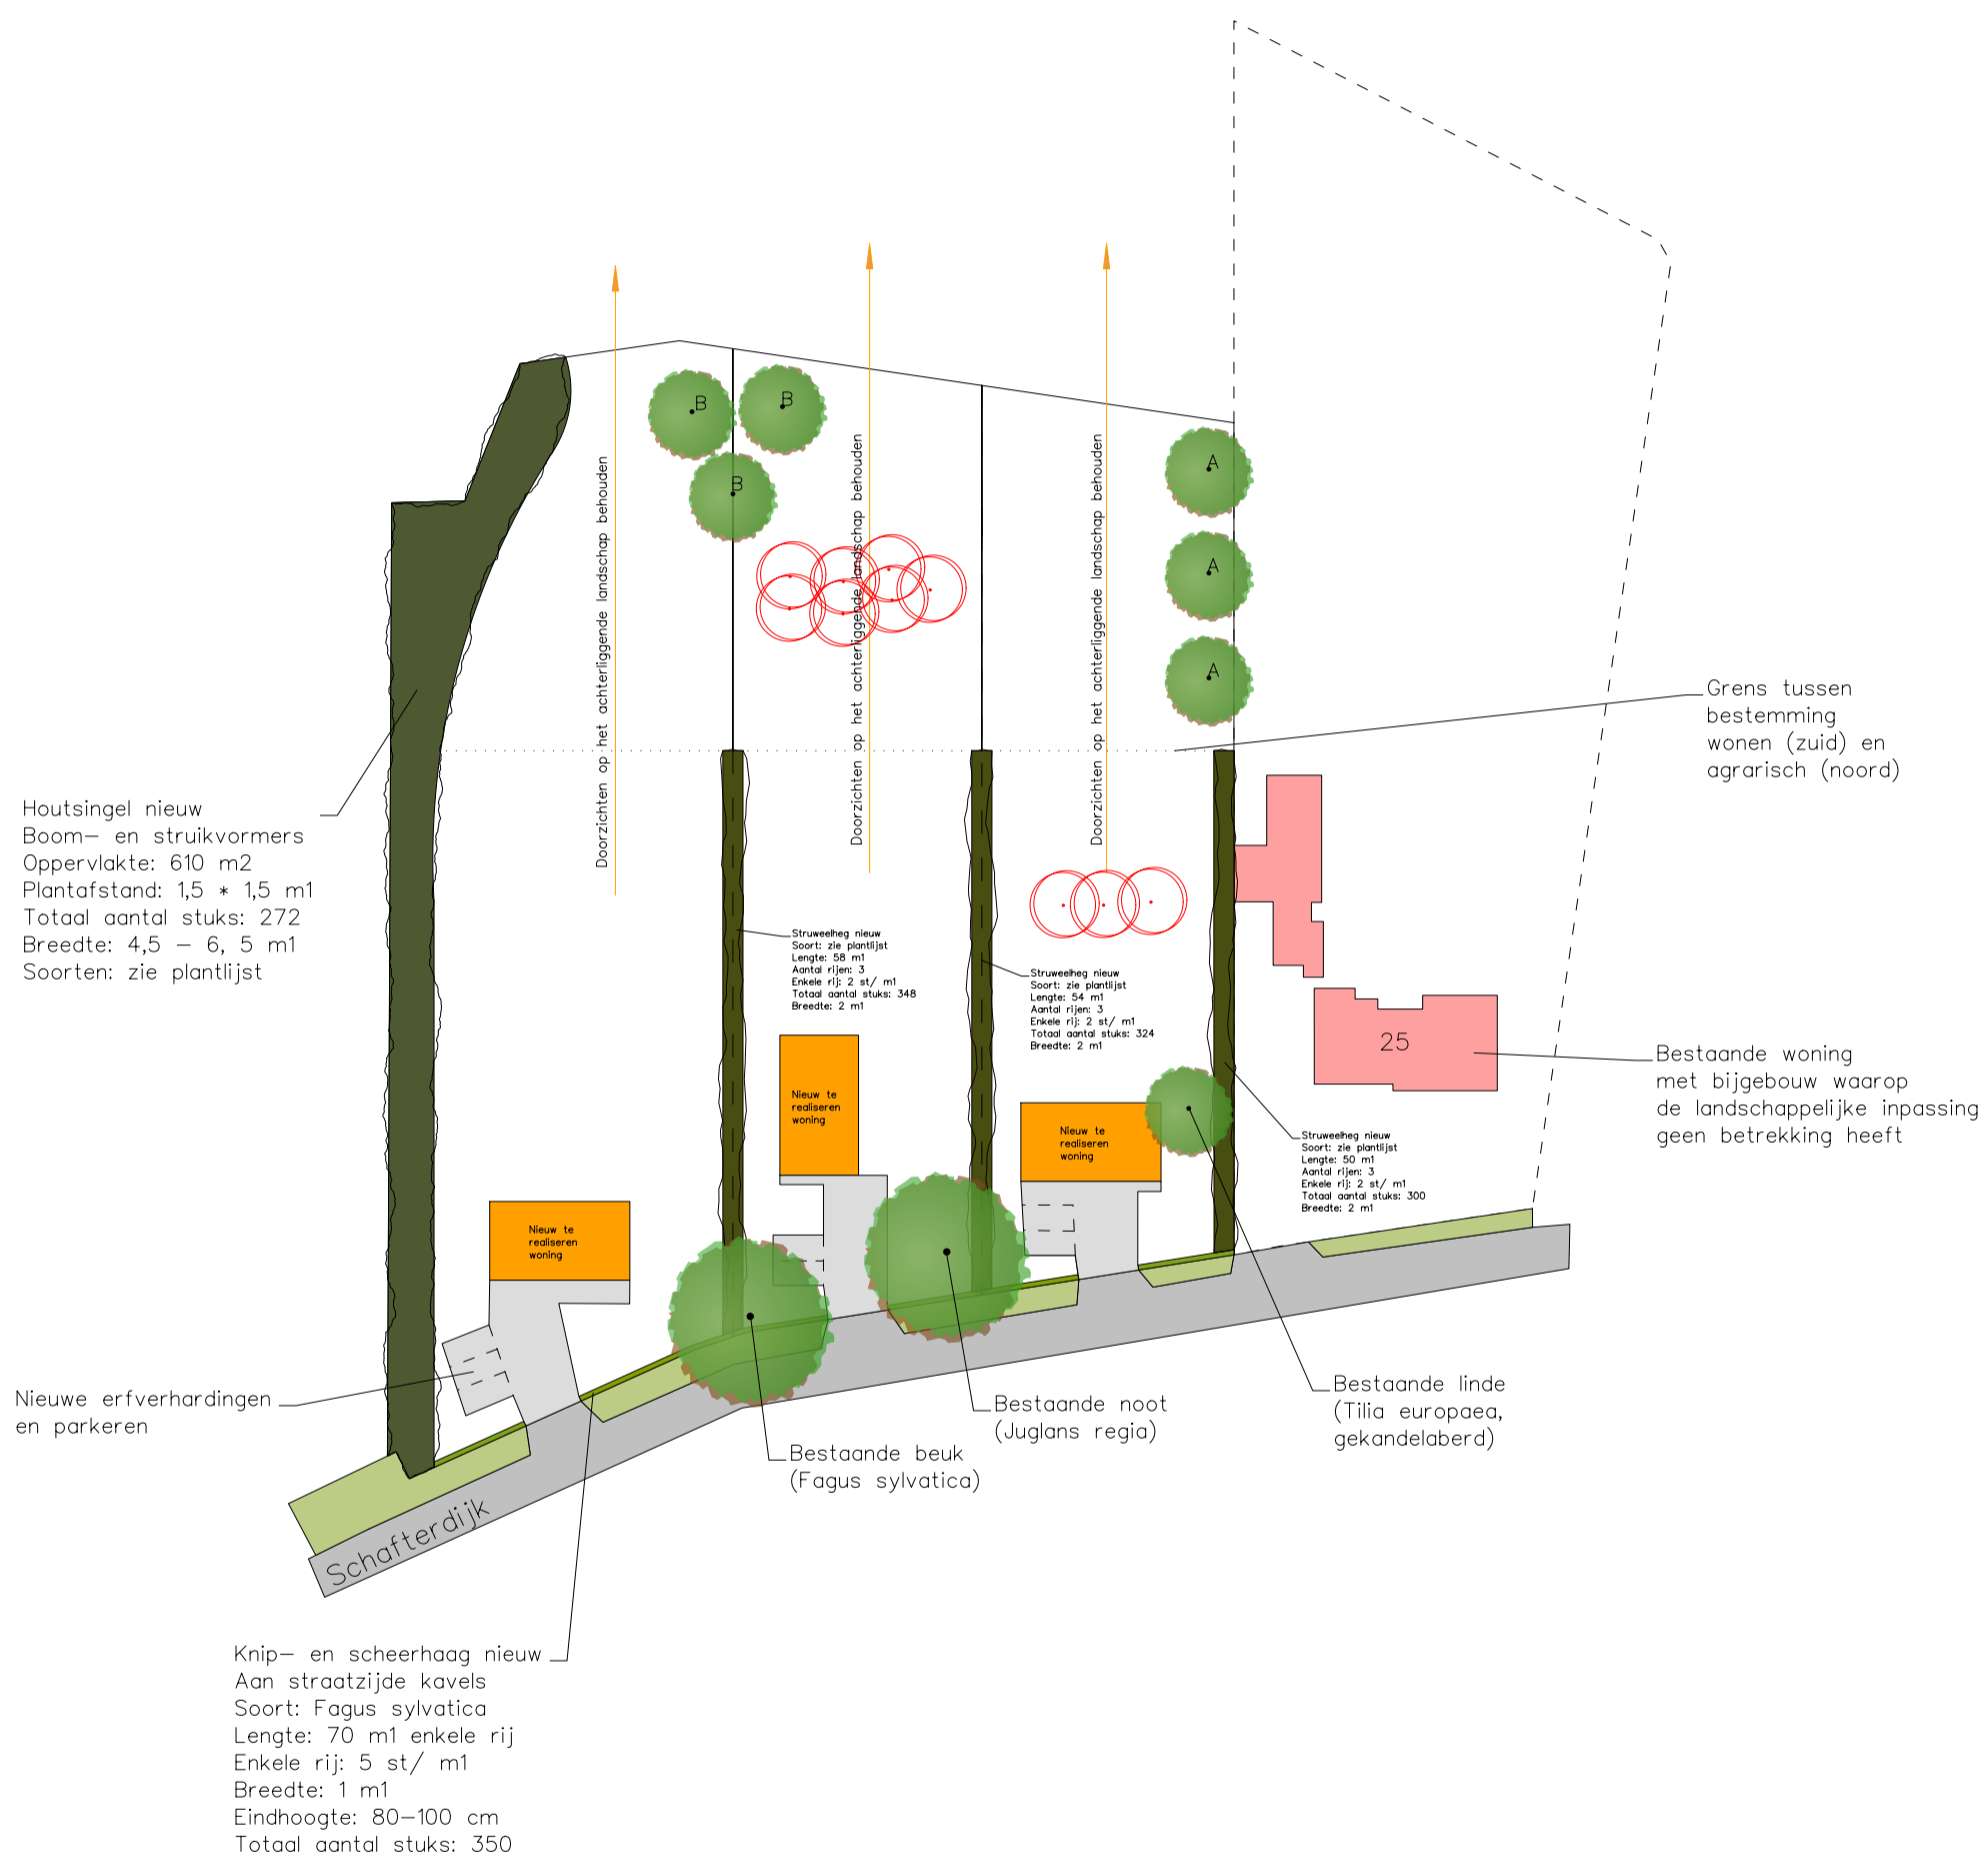 B
B
B
A
A
A
Doorzichten op het achterliggende landschap behouden
Doorzichten op het achterliggende landschap behouden
Doorzichten op het achterliggende landschap behouden
Grens tussen
bestemming
wonen (zuid) en
agrarisch (noord)
Houtsingel nieuw
Boom- en struikvormers
Oppervlakte: 610 m2
Plantafstand: 1,5 * 1,5 m1
Totaal aantal stuks: 272
Breedte: 4,5 - 6, 5 m1
Soorten: zie plantlijst
Struweelheg nieuw
Soort: zie plantlijst
Lengte: 58 m1
Aantal rijen: 3
Enkele rij: 2 st/ m1
Totaal aantal stuks: 348
Breedte: 2 m1
Struweelheg nieuw
Soort: zie plantlijst
Lengte: 54 m1
Aantal rijen: 3
Enkele rij: 2 st/ m1
Totaal aantal stuks: 324
Breedte: 2 m1
25
Bestaande woning
met bijgebouw waarop
de landschappelijke inpassing
geen betrekking heeft
Nieuw te
realiseren
woning
Nieuw te
realiseren
woning
Struweelheg nieuw
Soort: zie plantlijst
Lengte: 50 m1
Aantal rijen: 3
Enkele rij: 2 st/ m1
Totaal aantal stuks: 300
Breedte: 2 m1
Nieuw te
realiseren
woning
Nieuwe erfverhardingen
en parkeren
Bestaande linde
(Tilia europaea,
gekandelaberd)
Bestaande noot
(Juglans regia)
Bestaande beuk
(Fagus sylvatica)
Schafterdijk
Knip- en scheerhaag nieuw
Aan straatzijde kavels
Soort: Fagus sylvatica
Lengte: 70 m1 enkele rij
Enkele rij: 5 st/ m1
Breedte: 1 m1
Eindhoogte: 80-100 cm
Totaal aantal stuks: 350